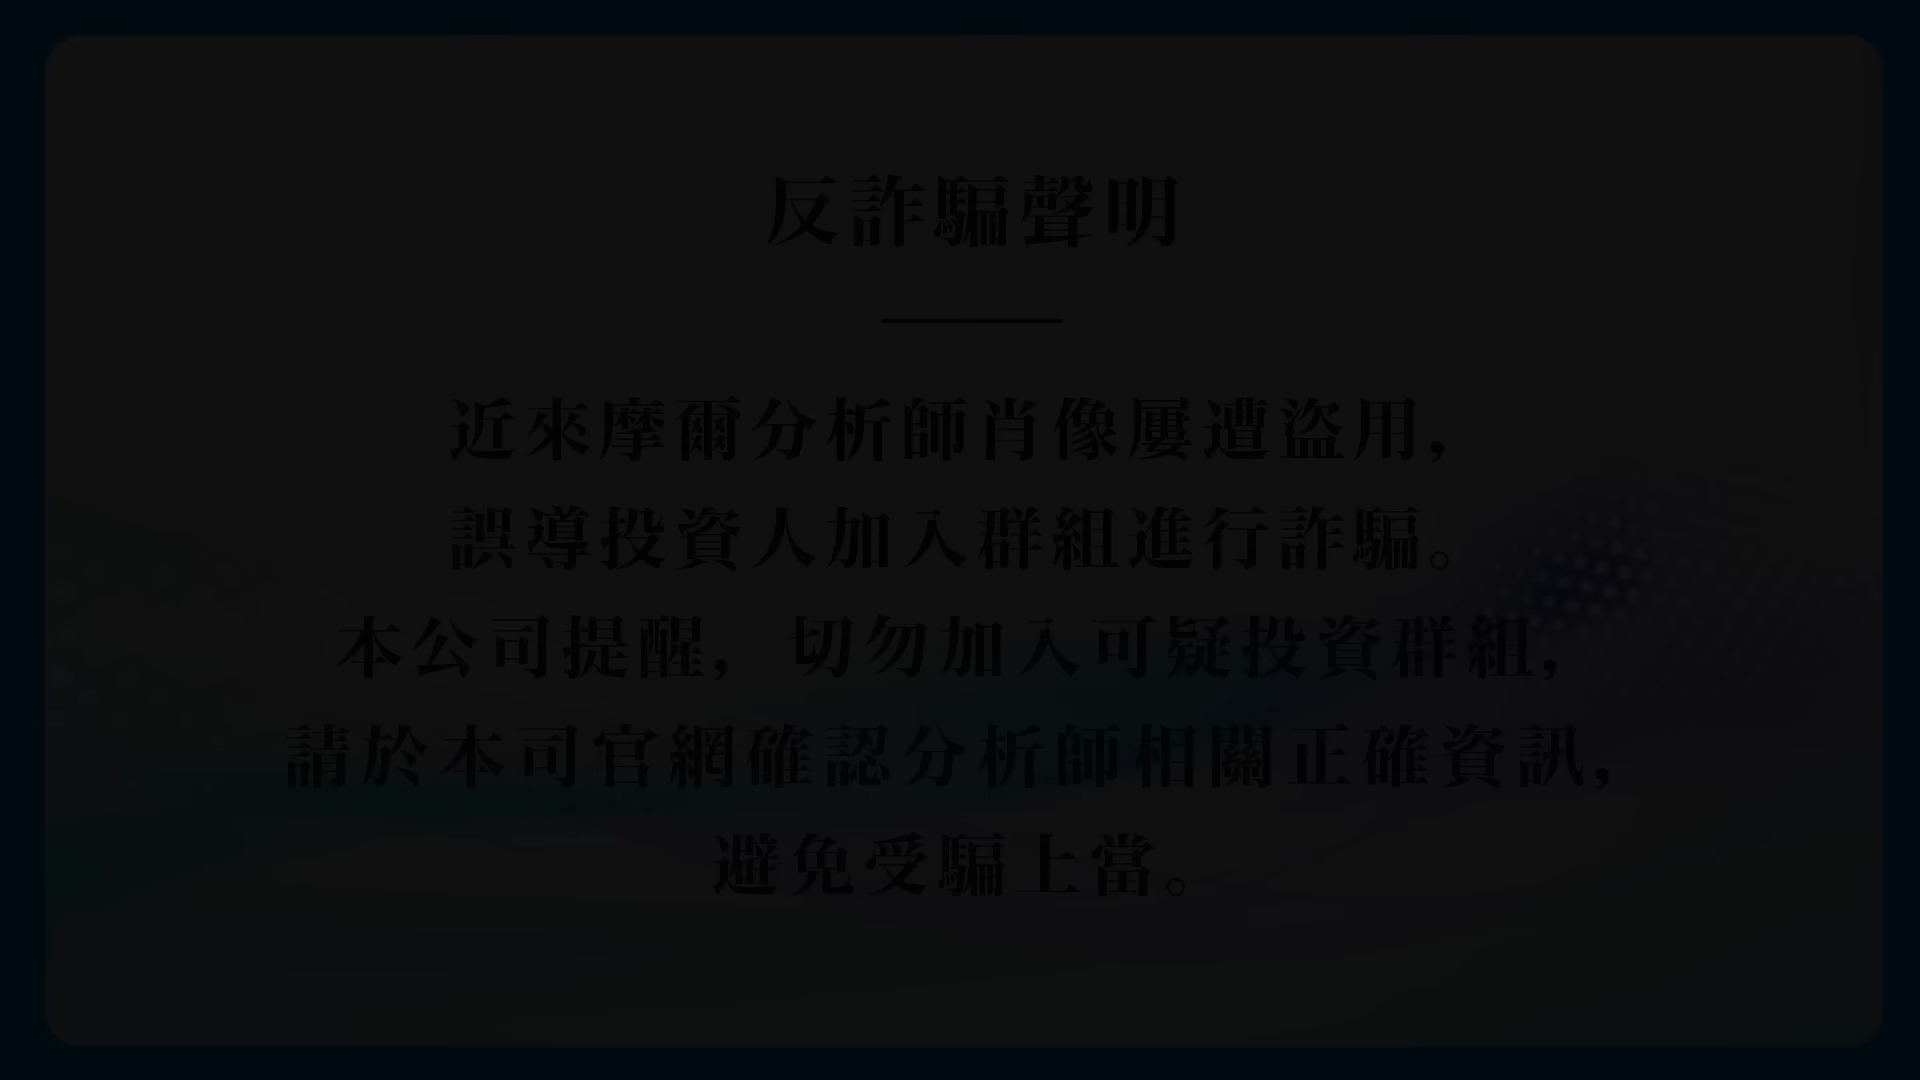 反詐騙聲明
近來摩爾分析師肖像屢遭盜用，
誤導投資人加入群組進行詐騙。
本公司提醒，切勿加入可疑投資群組，
請於本司官網確認分析師相關正確資訊，
避免受騙上當。